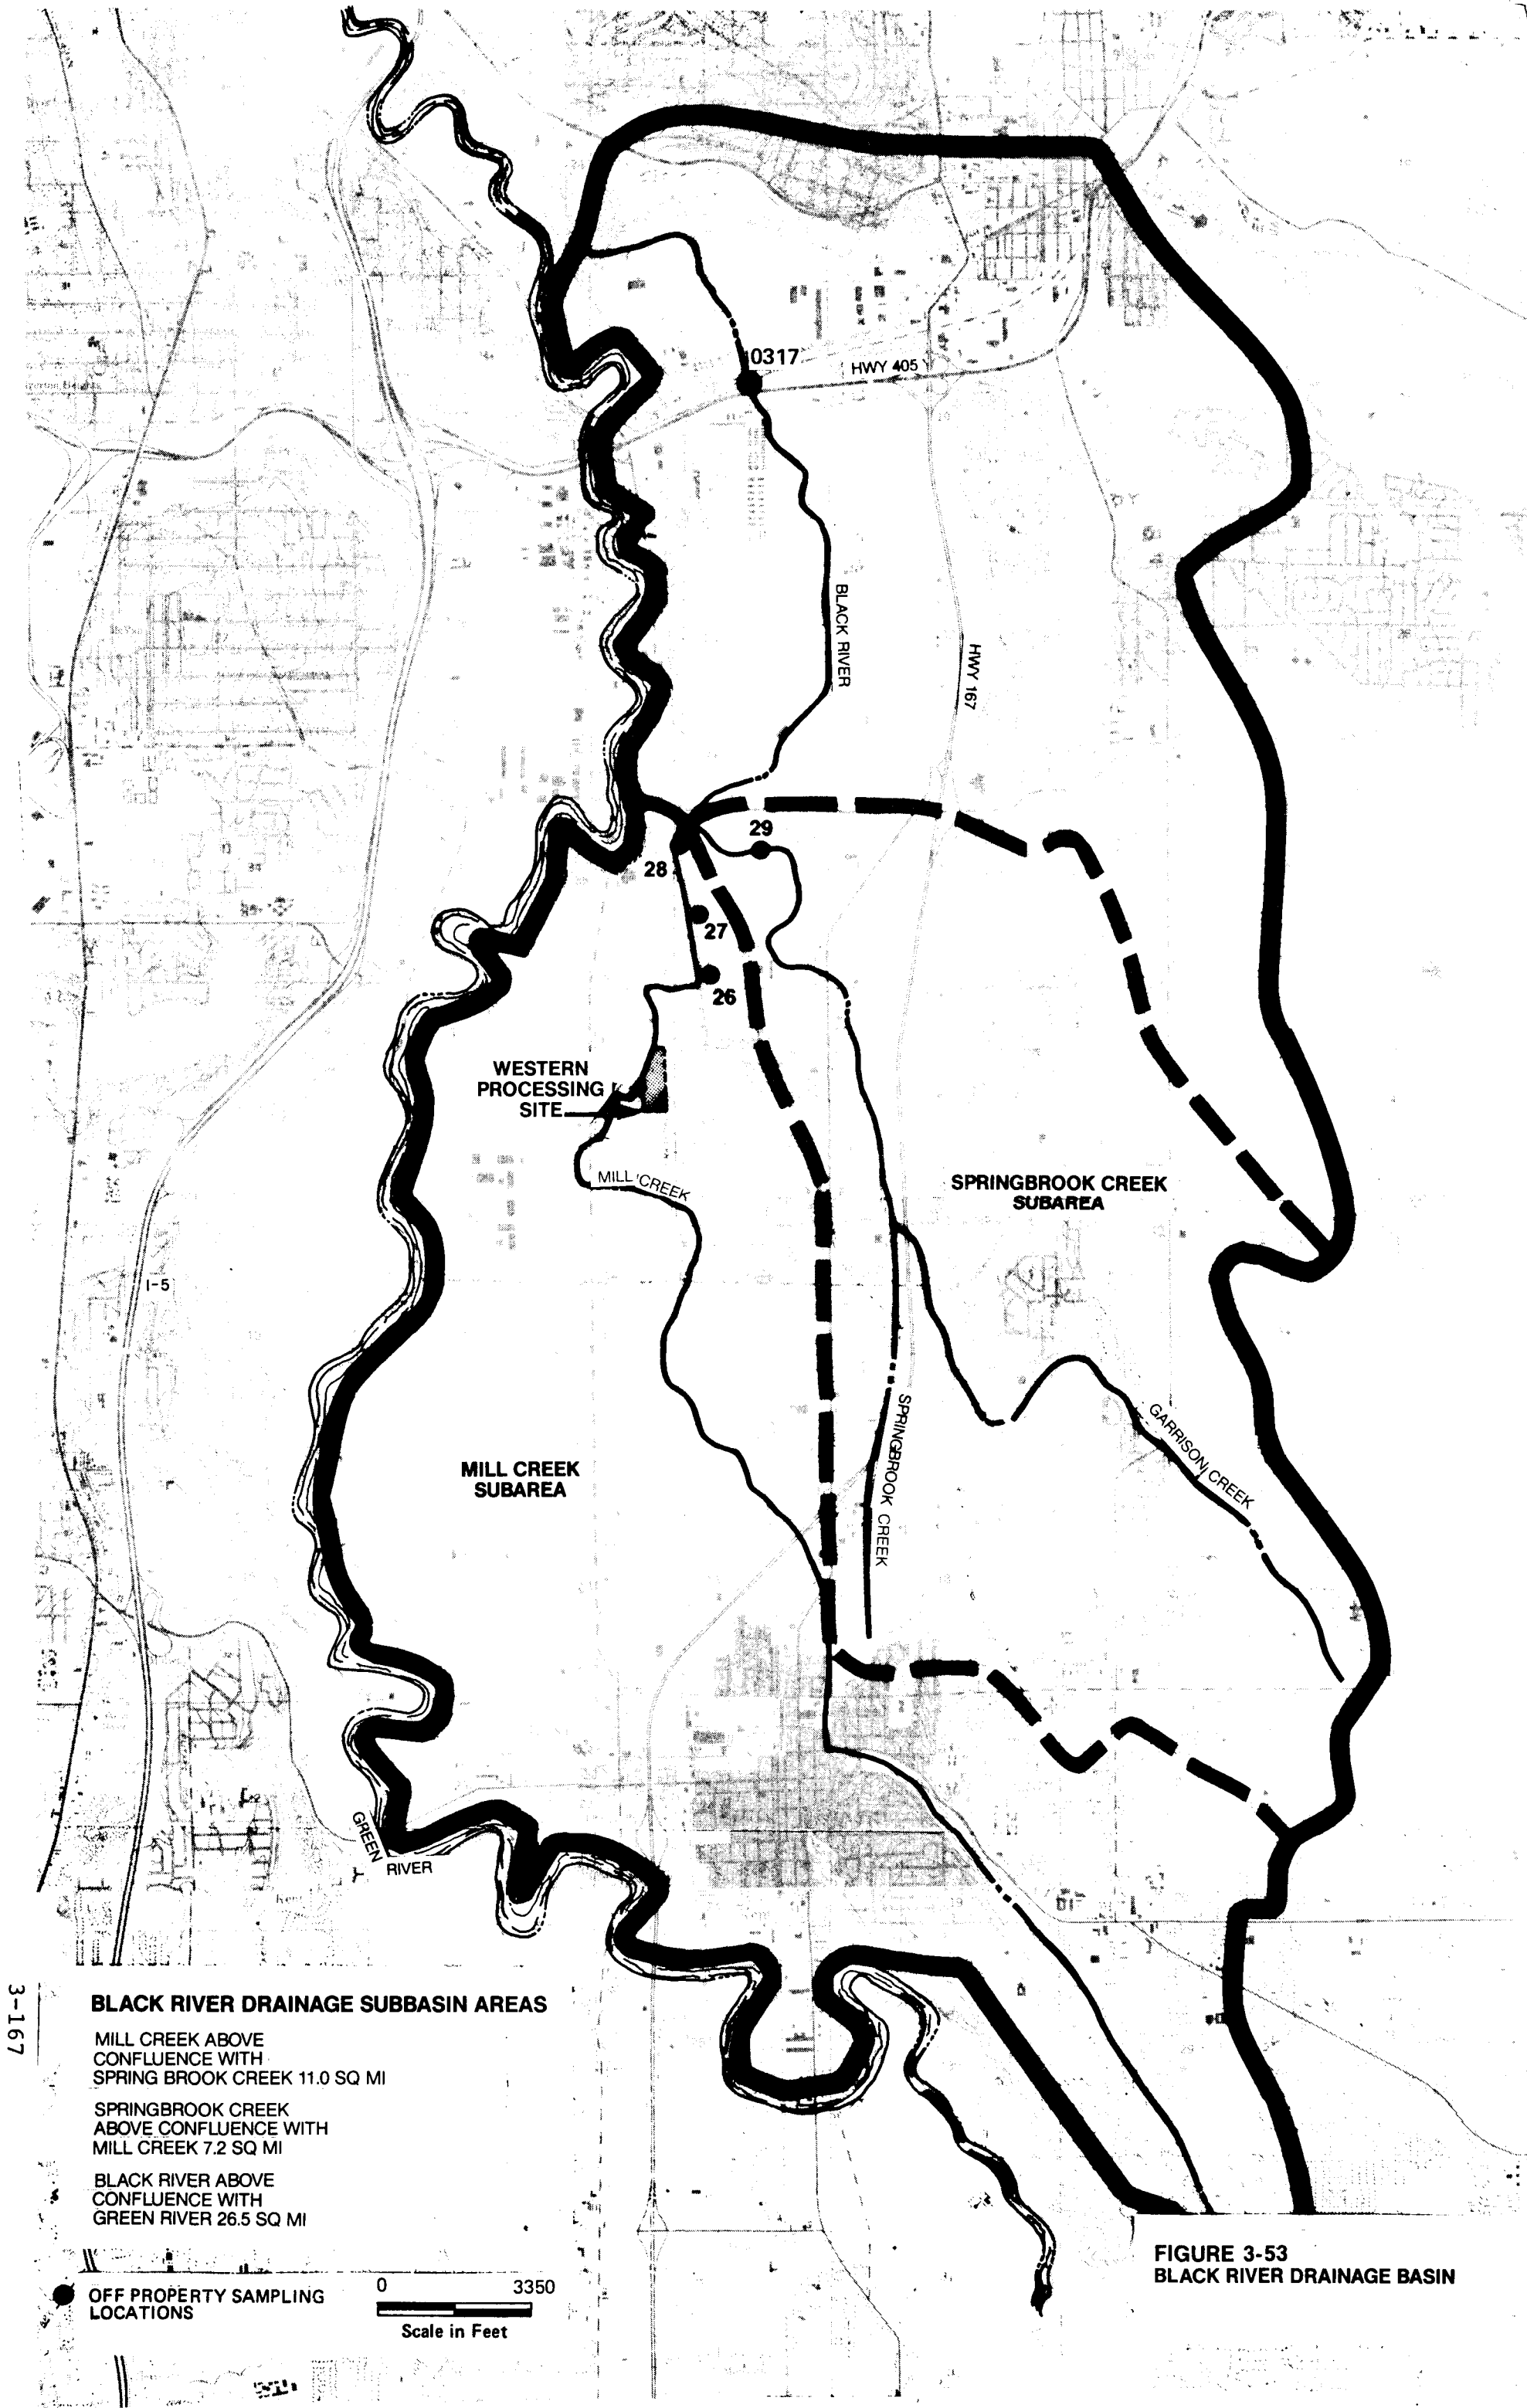 0317
HWY 405
BLACK RIVER
HWY 167
29
28
27
26
WESTERN
PROCESSING
SITE
MILL CREEK
SPRINGBROOK CREEK
SUBAREA
I-5
SPRINGBROOK CREEK
GARRISON CREEK
MILL CREEK
SUBAREA
GREEN
RIVER
3-167
BLACK RIVER DRAINAGE SUBBASIN AREAS
MILL CREEK ABOVE
CONFLUENCE WITH
SPRING BROOK CREEK 11.0 SQ MI
SPRINGBROOK CREEK
ABOVE CONFLUENCE WITH
MILL CREEK 7.2 SQ MI
BLACK RIVER ABOVE
CONFLUENCE WITH
GREEN RIVER 26.5 SQ MI
OFF PROPERTY SAMPLING
LOCATIONS
0 3350
Scale in Feet
FIGURE 3-53
BLACK RIVER DRAINAGE BASIN